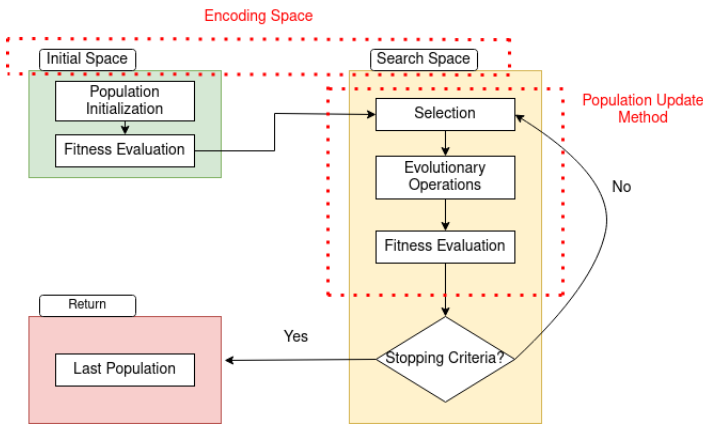 Encoding Space
Initial Space
Search Space
Population
Initialization
Fitness Evaluation
Selection
Evolutionary
Operations
Fitness Evaluation
Population Update
Method
No
Return
Last Population
Yes
Stopping Criteria?